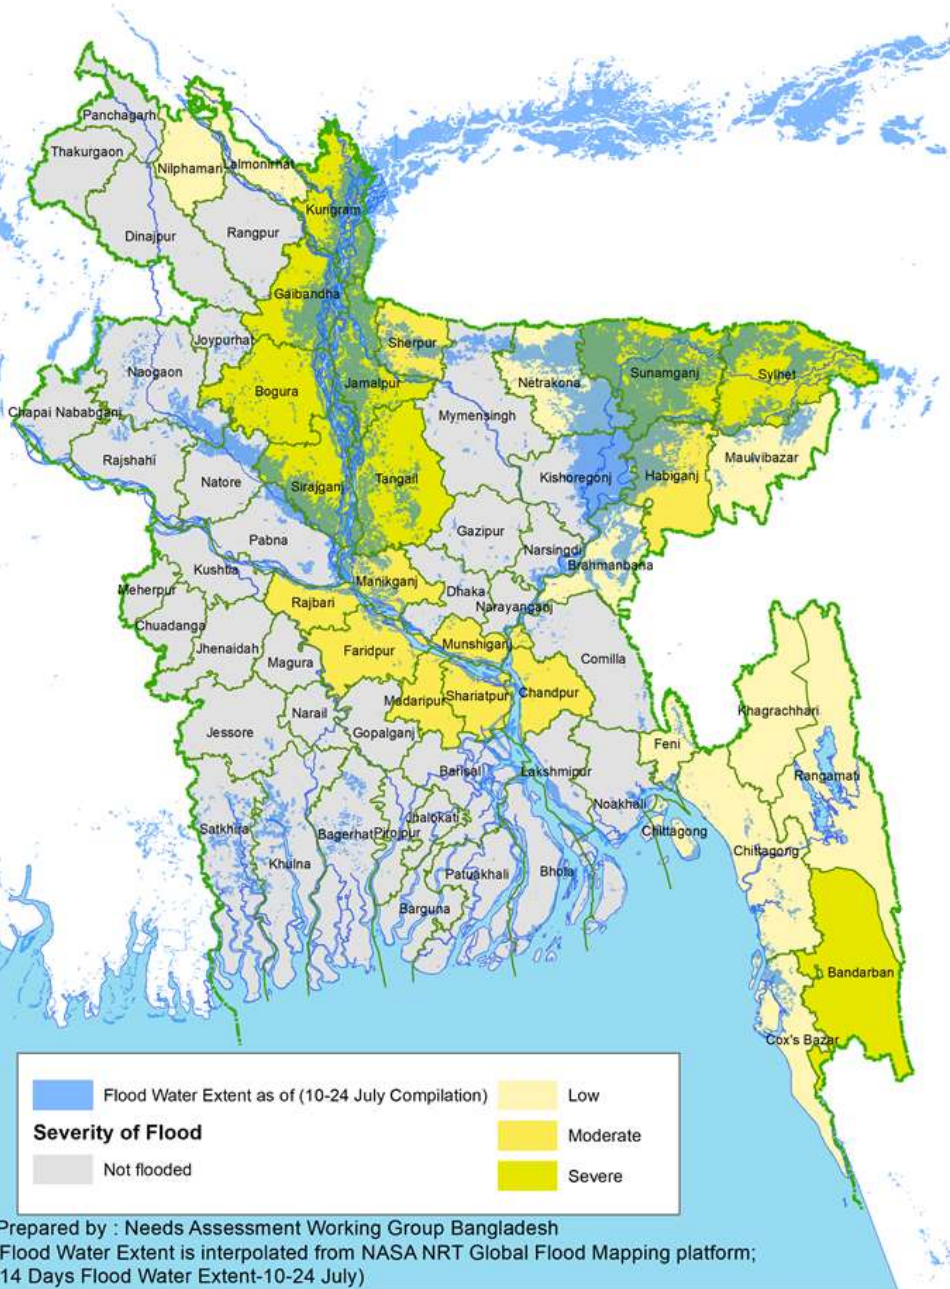 Panchagarh
Thakurgaon
Nilphamari
Lalmonirhat
Kurigram
Dinajpur
Rangpur
Gaibandha
Joypurhat
Sherpur
Naogaon
Bogura
Jamalpur
Netrakona
Sunamganj
Sylhet
Chapai Nababganj
Mymensingh
Rajshahi
Natore
Sirajganj
Tangail
Kishoregonj
Habiganj
Maulvibazar
Pabna
Gazipur
Narsingdi
Kushtia
Manikganj
Brahmanbaria
Meherpur
Rajbari
Dhaka
Narayanganj
Chuadanga
Jhenaidah
Magura
Faridpur
Munshiganj
Comilla
Narail
Madaripur
Shariatpur
Chandpur
Khagrachhari
Jessore
Gopalganj
Feni
Barisal
Lakshmipur
Rangamati
Satkhira
Bagerhat
Pirojpur
Jhalokati
Noakhali
Chittagong
Khulna
Patuakhali
Bhola
Chittagong
Barguna
Bandarban
Cox's Bazar
Flood Water Extent as of (10-24 July Compilation)
Severity of Flood
Not flooded
Low
Moderate
Severe
Prepared by : Needs Assessment Working Group Bangladesh
Flood Water Extent is interpolated from NASA NRT Global Flood Mapping platform;
14 Days Flood Water Extent-10-24 July)